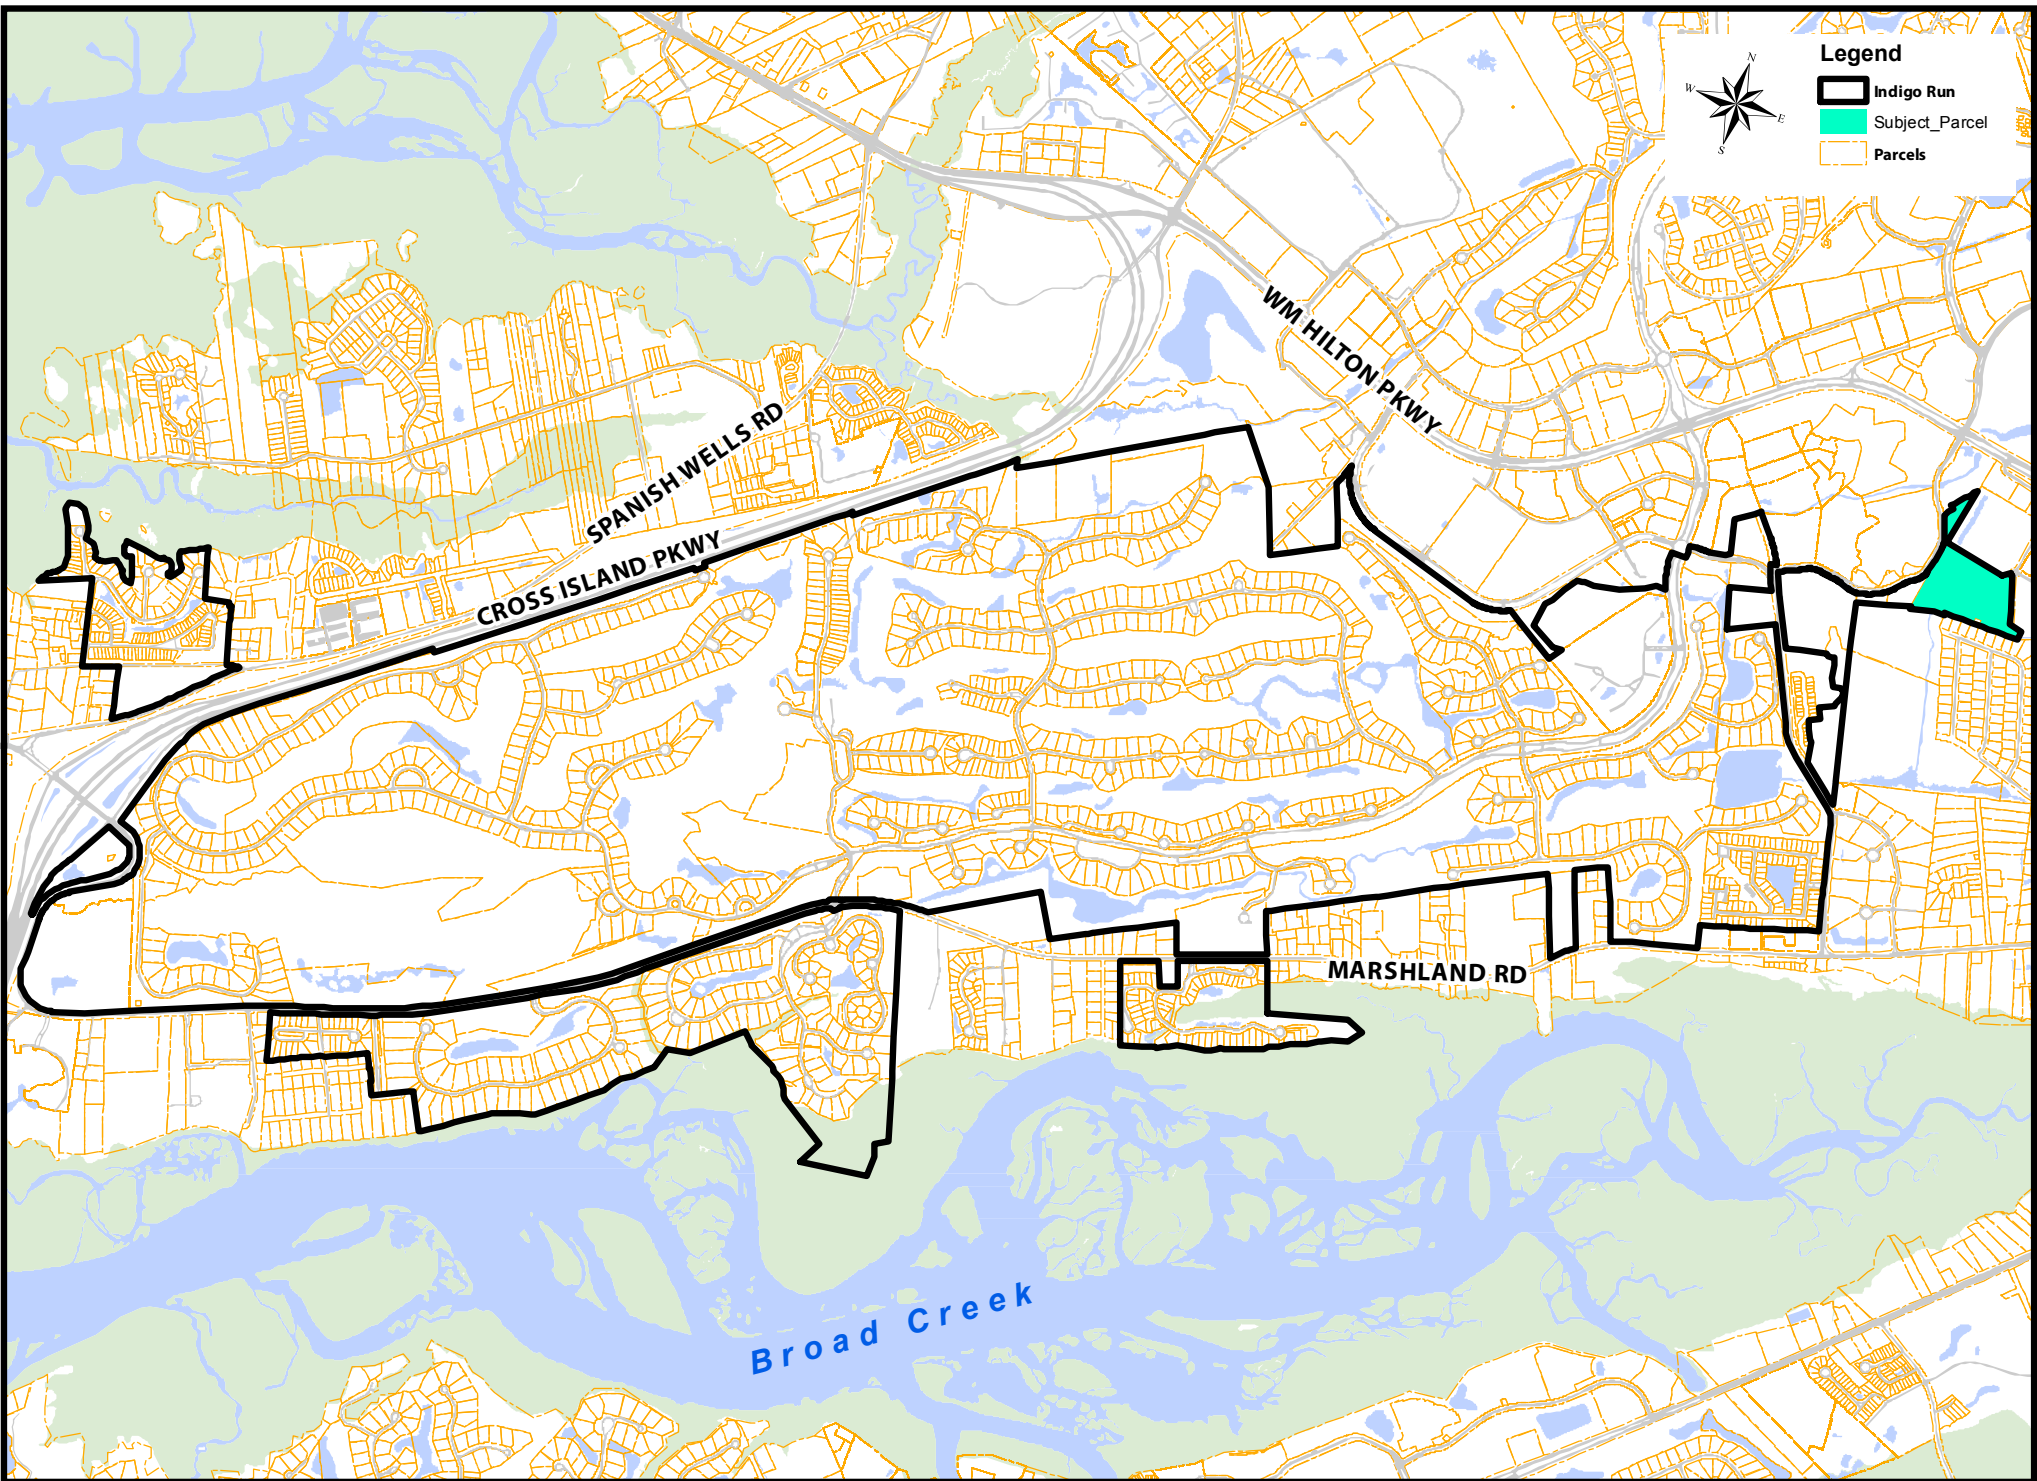 Legend
N
W
E
S
Indigo Run
Subject_Parcel
Parcels
WM HILTON PKWY
SPANISH WELLS RD
CROSS ISLAND PKWY
MARSHLAND RD
Broad Creek